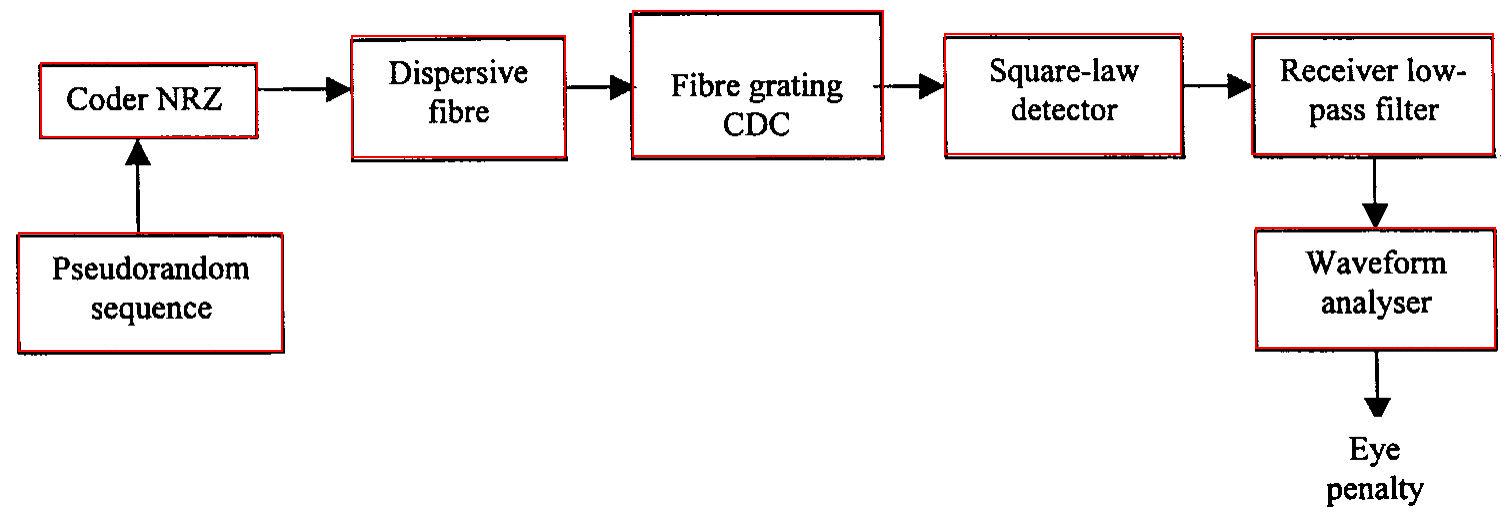 Coder NRZ
Dispersive
fibre
Fibre grating
CDC
Square-law
detector
Receiver low-
pass filter
Pseudorandom
sequence
Waveform
analyser
Eye
penalty